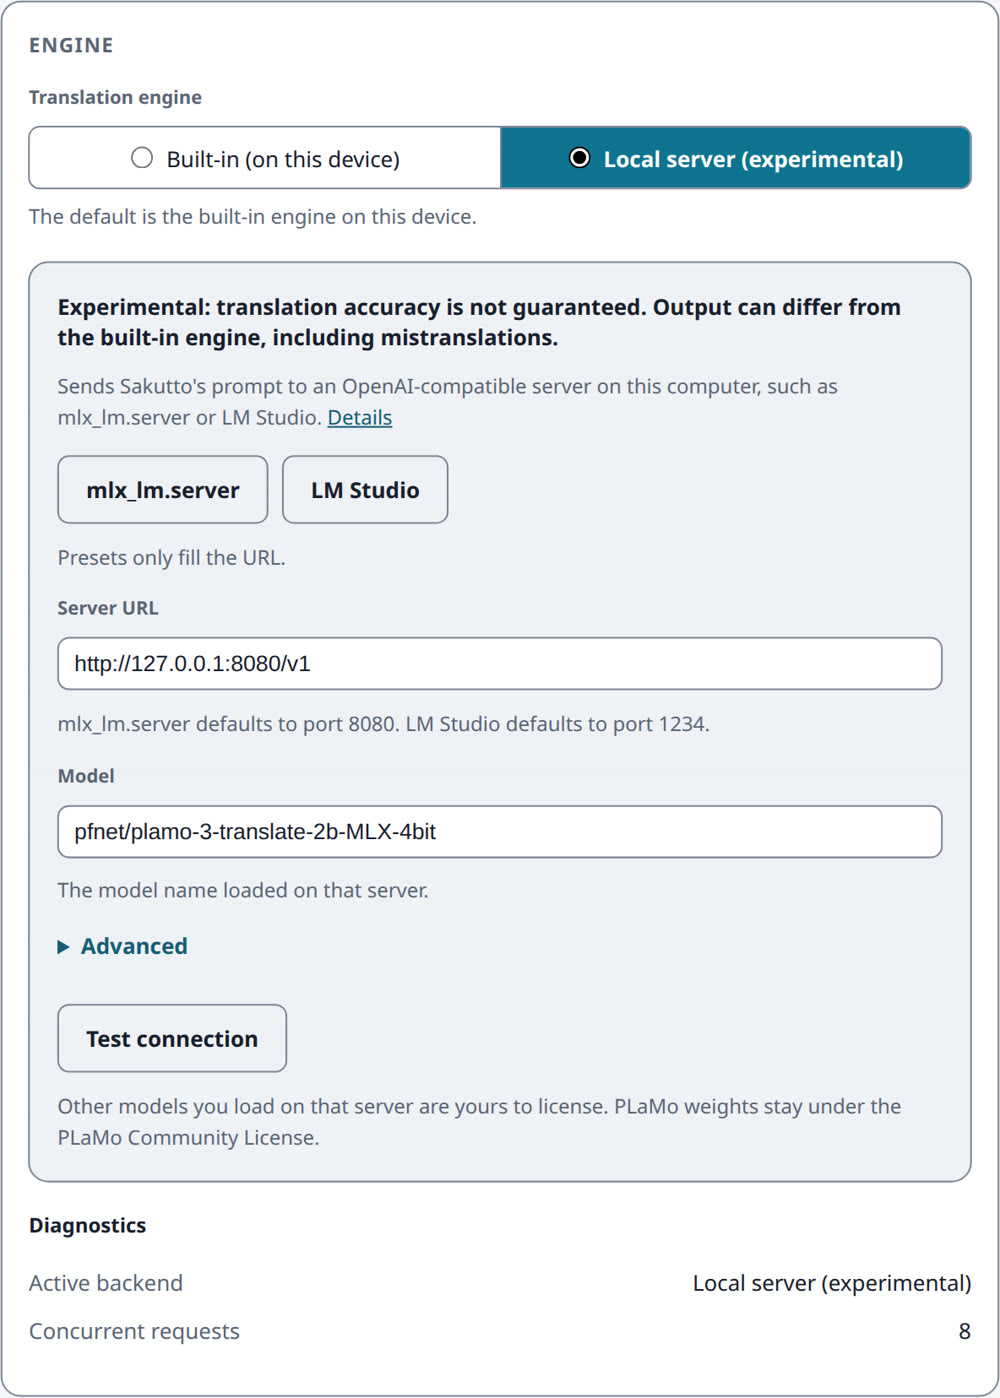 ENGINE
Translation engine
Built-in (on this device)
Local server (experimental)
The default is the built-in engine on this device.
Experimental: translation accuracy is not guaranteed. Output can differ from
the built-in engine, including mistranslations.
Sends Sakutto's prompt to an OpenAI-compatible server on this computer, such as
mlx_lm.server or LM Studio. Details
mlx_lm.server
LM Studio
Presets only fill the URL.
Server URL
http://127.0.0.1:8080/v1
mlx_lm.server defaults to port 8080. LM Studio defaults to port 1234.
Model
pfnet/plamo-3-translate-2b-MLX-4bit
The model name loaded on that server.
Advanced
Test connection
Other models you load on that server are yours to license. PLaMo weights stay under the
PLaMo Community License.
Diagnostics
Active backend
Local server (experimental)
Concurrent requests
8